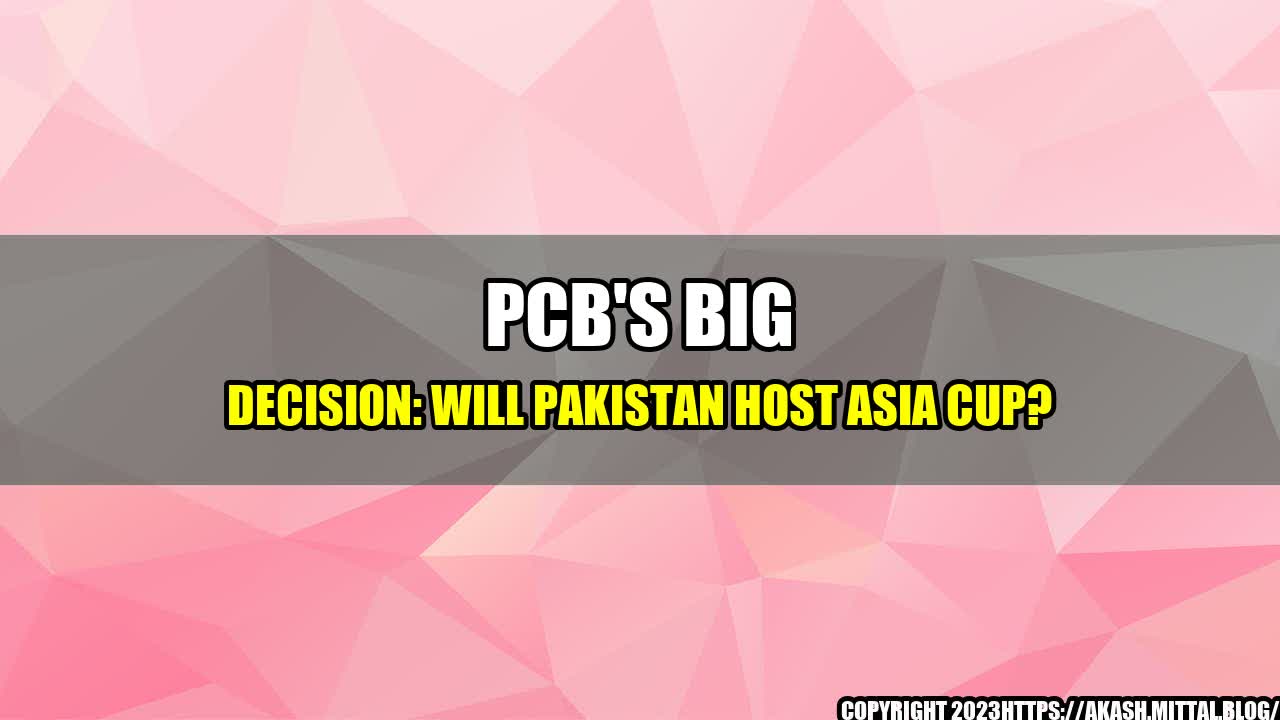 PCB'S BIG
DECISION: WILL PAKISTAN HOST ASIA CUP?
COPYRIGHT 2023HTTPS://AKASH.MITTAL.BLOG/